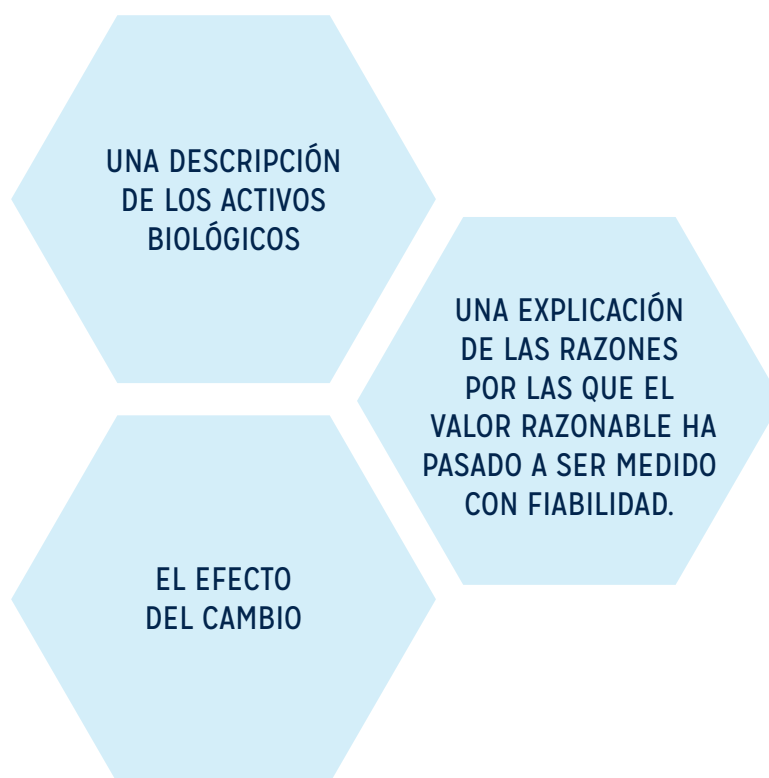 UNA DESCRIPCIÓN
DE LOS ACTIVOS
BIOLÓGICOS
UNA EXPLICACIÓN
DE LAS RAZONES
POR LAS QUE EL
VALOR RAZONABLE HA
PASADO A SER MEDIDO
CON FIABILIDAD.
EL EFECTO
DEL CAMBIO